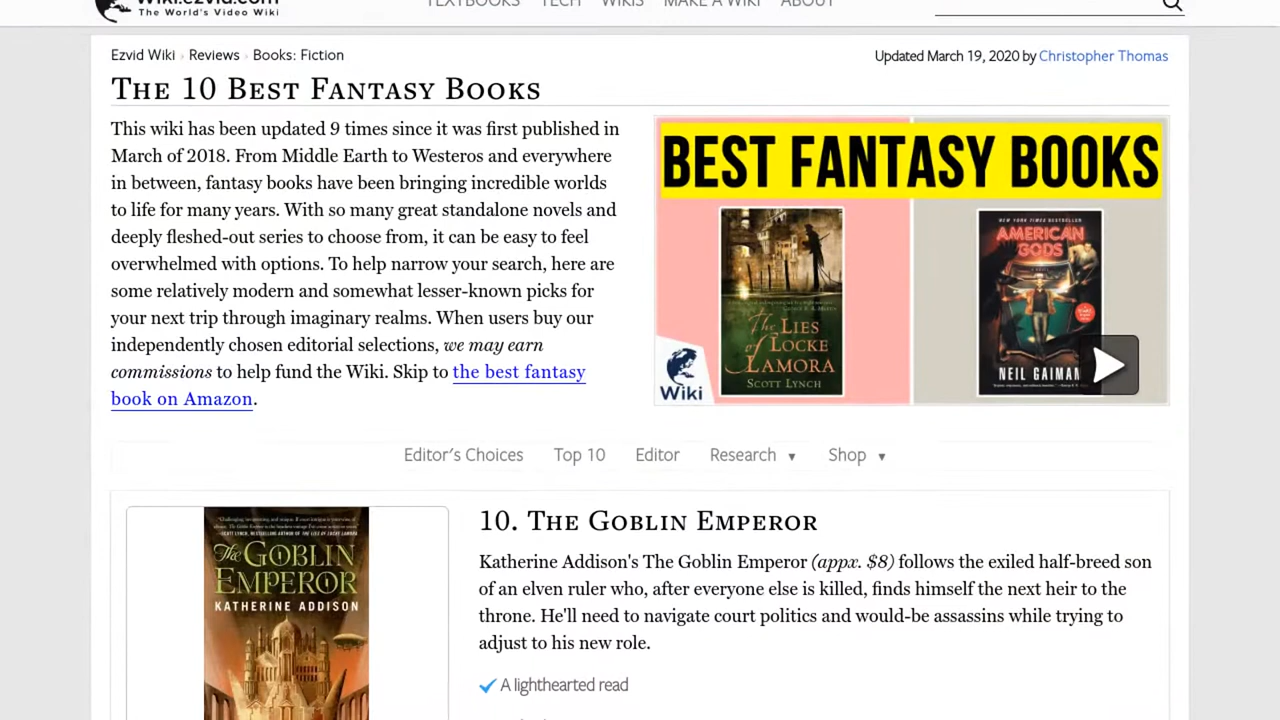 Wiki.ezvid.com
The World's Video Wiki
TEXTBOOKS TECH WIKIS MAKE A WIKI ABOUT
Ezvid Wiki › Reviews › Books: Fiction
Updated March 19, 2020 by Christopher Thomas
The 10 Best Fantasy Books
This wiki has been updated 9 times since it was first published in
March of 2018. From Middle Earth to Westeros and everywhere
in between, fantasy books have been bringing incredible worlds
to life for many years. With so many great standalone novels and
deeply fleshed-out series to choose from, it can be easy to feel
overwhelmed with options. To help narrow your search, here are
some relatively modern and somewhat lesser-known picks for
your next trip through imaginary realms. When users buy our
independently chosen editorial selections, we may earn
commissions to help fund the Wiki. Skip to the best fantasy
book on Amazon.
BEST FANTASY BOOKS
The LIES
of LOCKE
LAMORA
SCOTT LYNCH
NEW YORK TIMES BESTSELLER
AMERICAN
GODS
NEIL GAIMAN
Wiki
Editor's Choices Top 10 Editor Research ▼ Shop ▼
The GOBLIN
EMPEROR
KATHERINE ADDISON
10. The Goblin Emperor
Katherine Addison's The Goblin Emperor (appx. $8) follows the exiled half-breed son
of an elven ruler who, after everyone else is killed, finds himself the next heir to the
throne. He'll need to navigate court politics and would-be assassins while trying to
adjust to his new role.
A lighthearted read